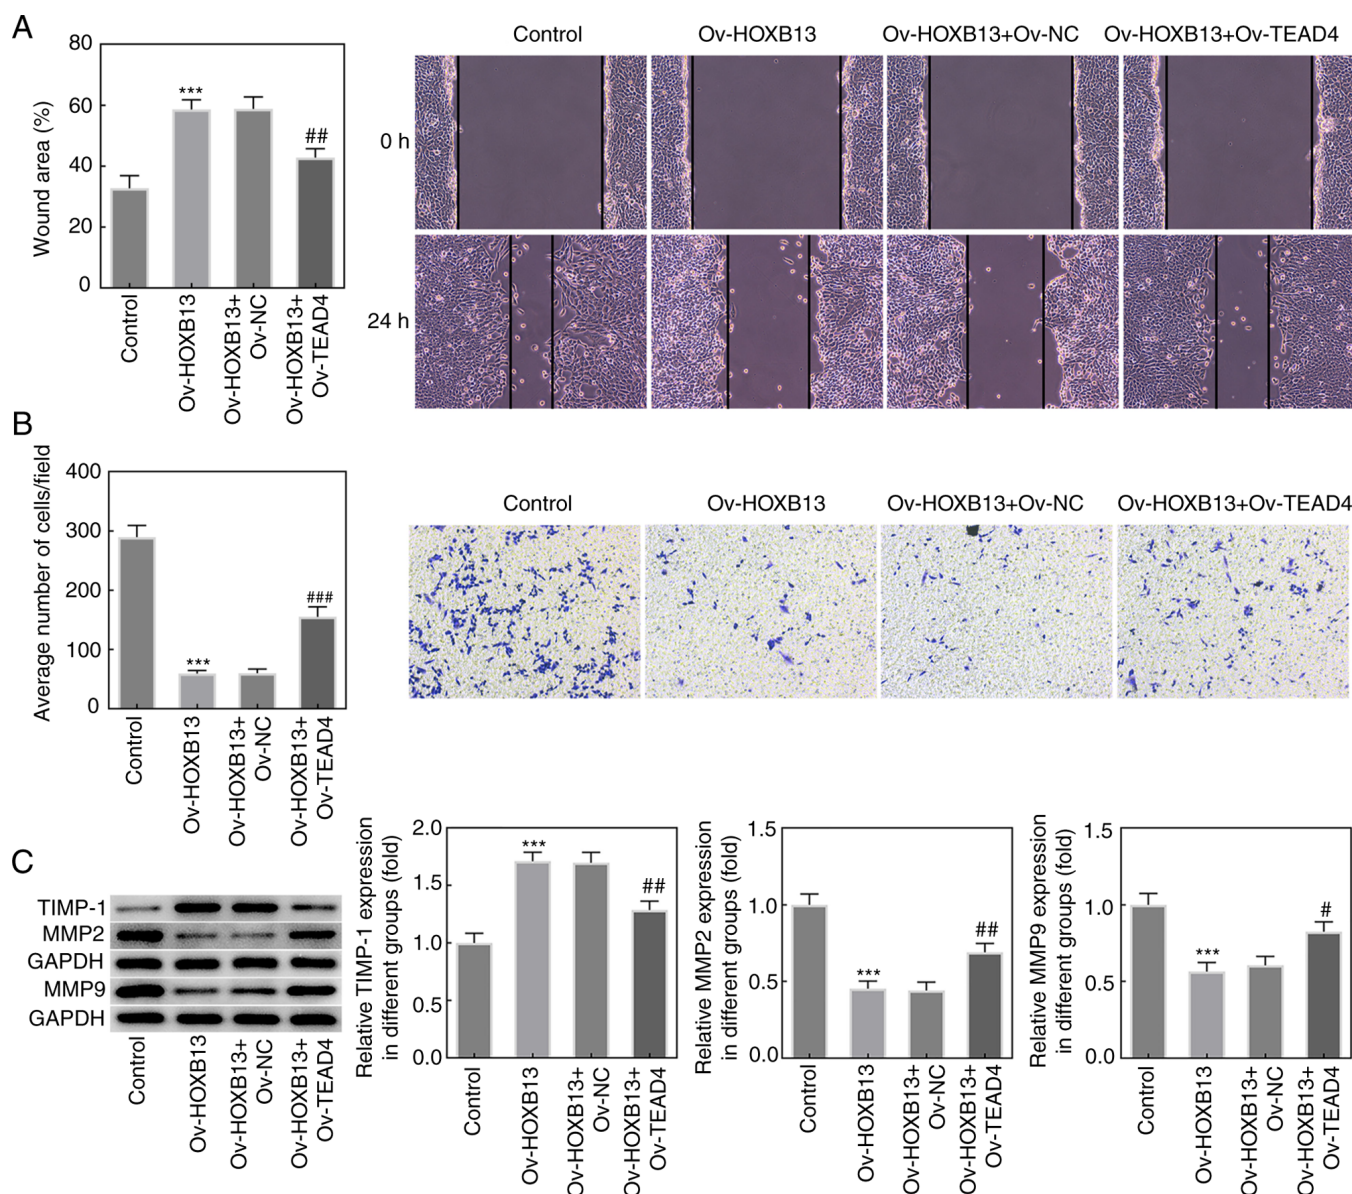 A
80
60
40
20
0
Wound area (%)
***
##
Control
Ov-HOXB13
Ov-HOXB13+
Ov-NC
Ov-HOXB13+
Ov-TEAD4
Control
Ov-HOXB13
Ov-HOXB13+Ov-NC
Ov-HOXB13+Ov-TEAD4
0 h
24 h
B
400
300
200
100
0
Average number of cells/field
***
###
Control
Ov-HOXB13
Ov-HOXB13+
Ov-NC
Ov-HOXB13+
Ov-TEAD4
Control
Ov-HOXB13
Ov-HOXB13+Ov-NC
Ov-HOXB13+Ov-TEAD4
C
TIMP-1
MMP2
GAPDH
MMP9
GAPDH
Control
Ov-HOXB13
Ov-HOXB13+
Ov-NC
Ov-HOXB13+
Ov-TEAD4
Relative TIMP-1 expression
in different groups (fold)
2.0
1.5
1.0
0.5
0.0
***
##
Control
Ov-HOXB13
Ov-HOXB13+
Ov-NC
Ov-HOXB13+
Ov-TEAD4
Relative MMP2 expression
in different groups (fold)
1.5
1.0
0.5
0.0
***
##
Control
Ov-HOXB13
Ov-HOXB13+
Ov-NC
Ov-HOXB13+
Ov-TEAD4
Relative MMP9 expression
in different groups (fold)
1.5
1.0
0.5
0.0
***
#
Control
Ov-HOXB13
Ov-HOXB13+
Ov-NC
Ov-HOXB13+
Ov-TEAD4